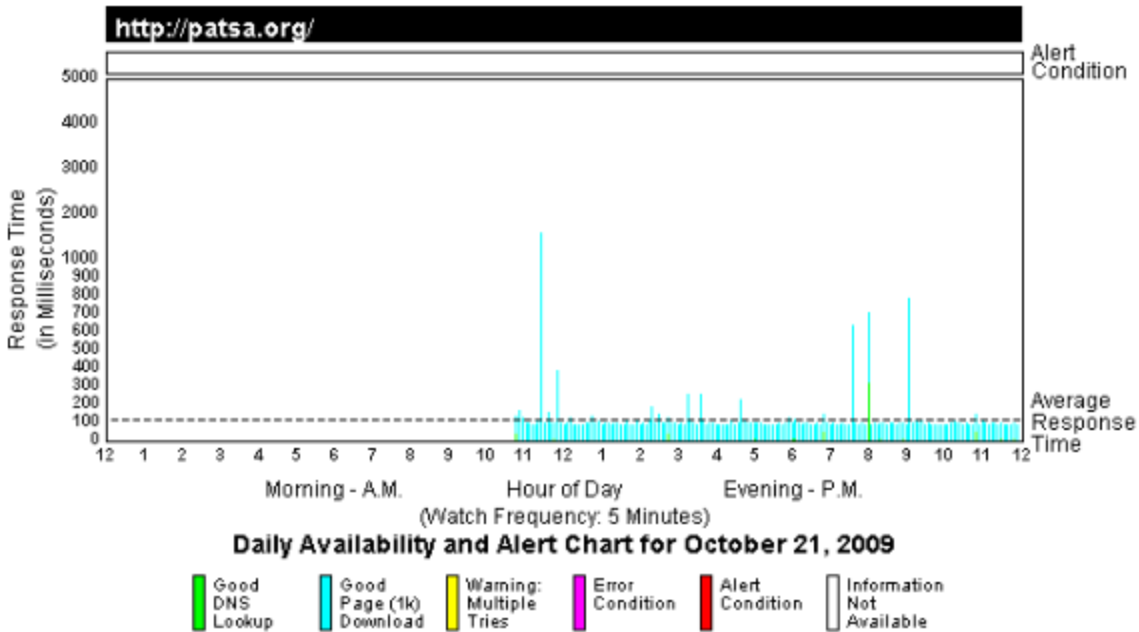 http://patsa.org/
Alert
Condition
5000
4000
3000
2000
1000
900
800
700
600
500
400
300
200
100
0
Response Time
(in Milliseconds)
Average
Response
Time
12 1 2 3 4 5 6 7 8 9 10 11 12 1 2 3 4 5 6 7 8 9 10 11 12
Morning - A.M. Hour of Day Evening - P.M.
(Watch Frequency: 5 Minutes)
Daily Availability and Alert Chart for October 21, 2009
Good
DNS
Lookup
Good
Page (1k)
Download
Warning:
Multiple
Tries
Error
Condition
Alert
Condition
Information
Not
Available